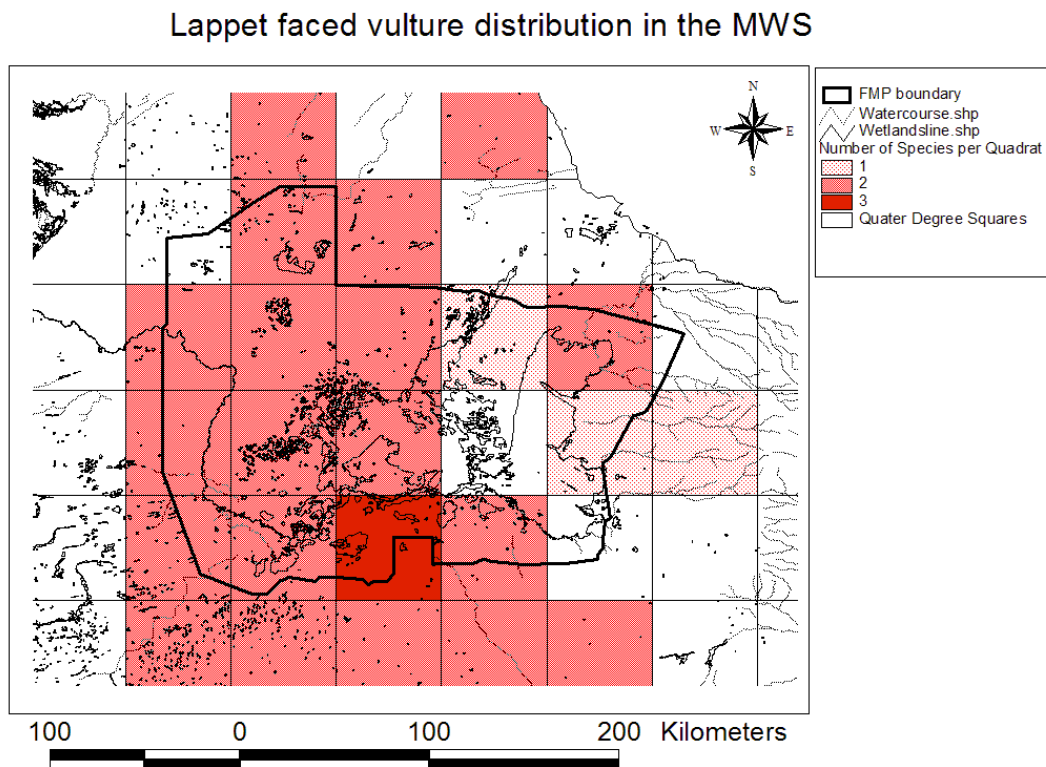 Lappet faced vulture distribution in the MWS
N
W E
S
FMP boundary
Watercourse.shp
Wetlandsline.shp
Number of Species per Quadrat
1
2
3
Quater Degree Squares
100 0 100 200 Kilometers